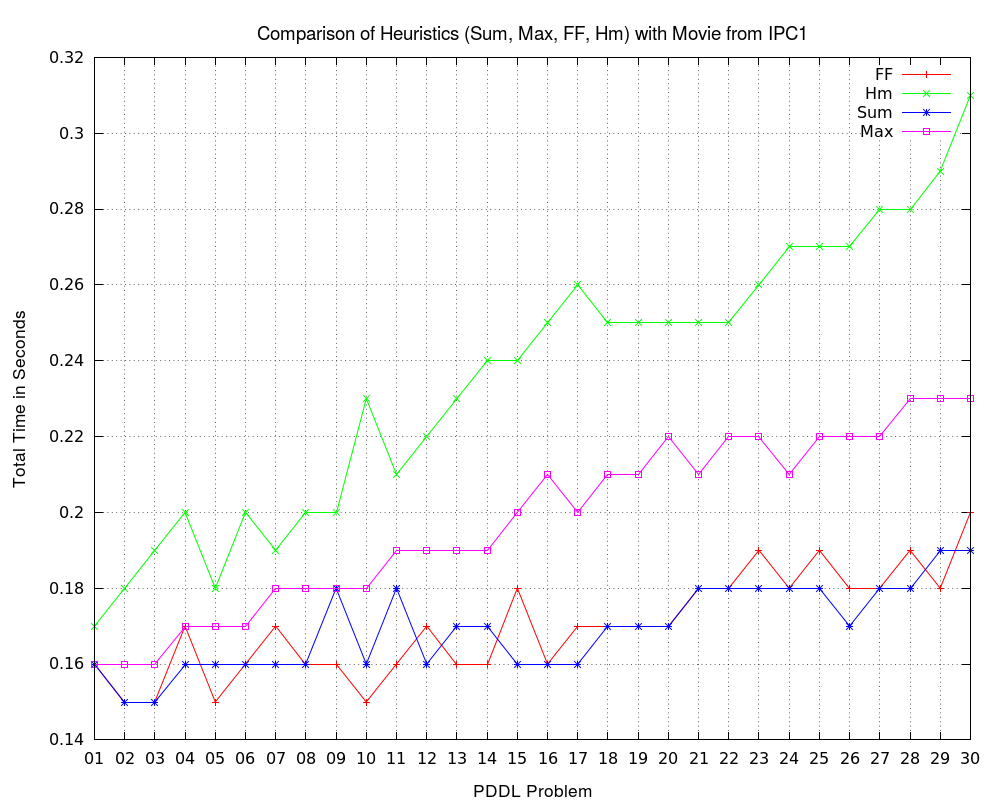 Comparison of Heuristics (Sum, Max, FF, Hm) with Movie from IPC1
0.32
0.3
0.28
0.26
0.24
0.22
0.2
0.18
0.16
0.14
Total Time in Seconds
FF
Hm
Sum
Max
01 02 03 04 05 06 07 08 09 10 11 12 13 14 15 16 17 18 19 20 21 22 23 24 25 26 27 28 29 30
PDDL Problem